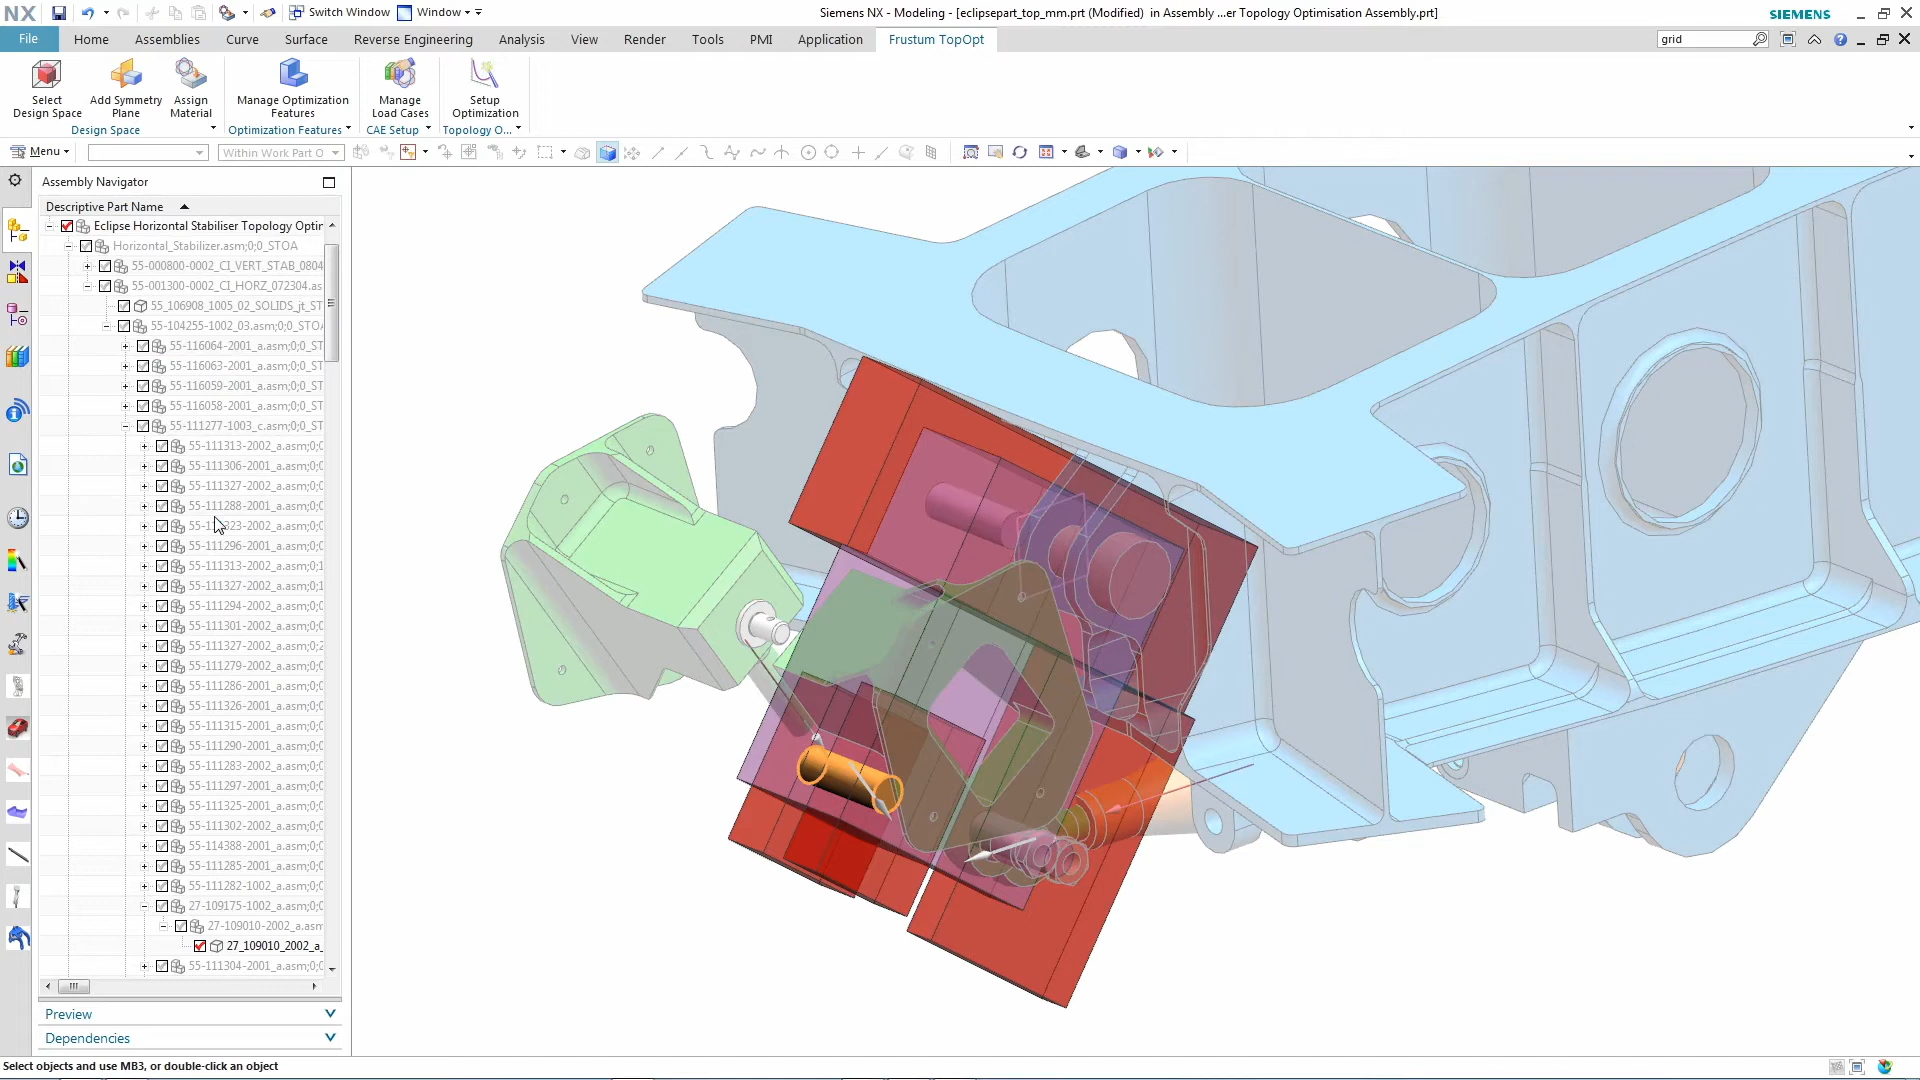 NX
Switch Window
Window
Siemens NX - Modeling - [eclipsepart_top_mm.prt (Modified)  in Assembly ...er Topology Optimisation Assembly.prt]
SIEMENS
File
Home
Assemblies
Curve
Surface
Reverse Engineering
Analysis
View
Render
Tools
PMI
Application
Frustum TopOpt
grid
Select Design Space
Add Symmetry Plane
Assign Material
Manage Optimization Features
Manage Load Cases
Setup Optimization
Design Space
Optimization Features
CAE Setup
Topology O...
Menu
Within Work Part O
Assembly Navigator
Descriptive Part Name
Eclipse Horizontal Stabiliser Topology Optir
Horizontal_Stabilizer.asm;0;0_STOA
55-000800-0002_CI_VERT_STAB_0804
55-001300-0002_CI_HORZ_072304.as
55_106908_1005_02_SOLIDS_jt_ST
55-104255-1002_03.asm;0;0_STO
55-116064-2001_a.asm;0;0_ST
55-116063-2001_a.asm;0;0_ST
55-116059-2001_a.asm;0;0_ST
55-116058-2001_a.asm;0;0_ST
55-111277-1003_c.asm;0;0_ST
55-111313-2002_a.asm;0;
55-111306-2001_a.asm;0;
55-111327-2002_a.asm;0;
55-111288-2001_a.asm;0;
323-2002_a.asm;0;
55-111296-2001_a.asm;0;
55-111313-2002_a.asm;0;1
55-111327-2002_a.asm;0;1
55-111294-2002_a.asm;0;
55-111301-2002_a.asm;0;
55-111327-2002_a.asm;0;2
55-111279-2002_a.asm;0;
55-111286-2001_a.asm;0;
55-111326-2001_a.asm;0;
55-111315-2001_a.asm;0;
55-111290-2001_a.asm;0;
55-111283-2002_a.asm;0;
55-111297-2001_a.asm;0;
55-111325-2001_a.asm;0;
55-111302-2002_a.asm;0;
55-114388-2001_a.asm;0;
55-111285-2001_a.asm;0;
55-111282-1002_a.asm;0;
27-109175-1002_a.asm;0;
27-109010-2002_a.asm
27_109010_2002_a_
55-111304-2001_a.asm;0;
Preview
Dependencies
Select objects and use MB3, or double-click an object